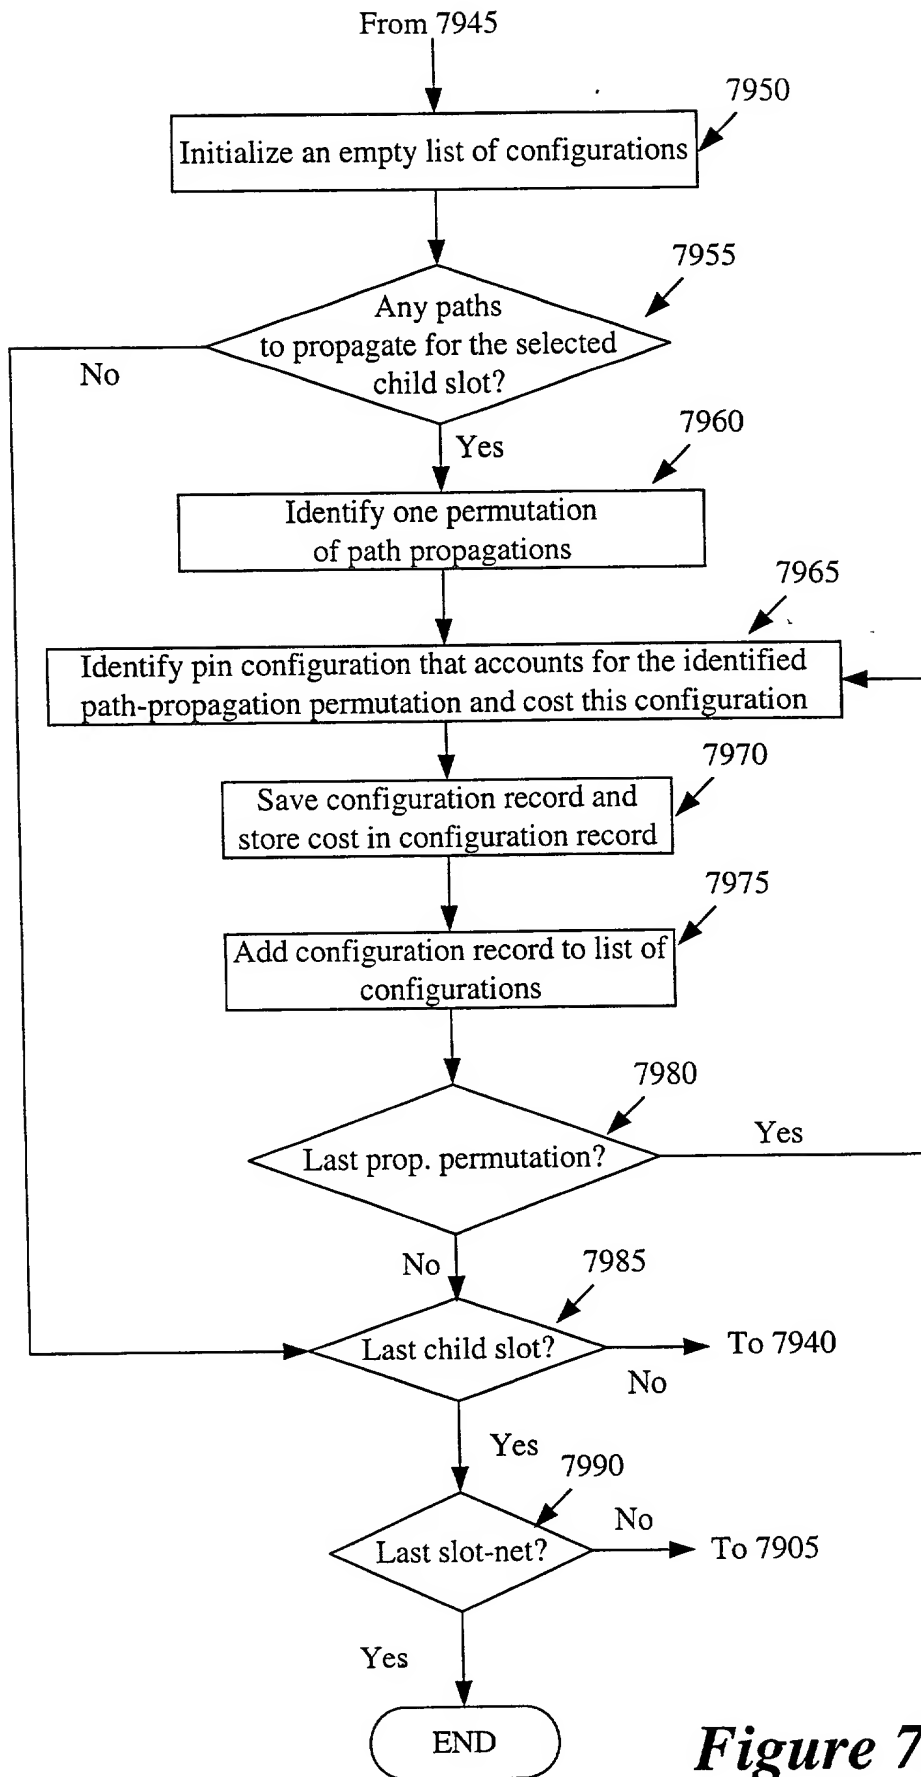 From 7945
7950
Initialize an empty list of configurations
7955
Any paths
to propagate for the selected
child slot?
No
7960
Yes
Identify one permutation
of path propagations
7965
Identify pin configuration that accounts for the identified
path-propagation permutation and cost this configuration
7970
Save configuration record and
store cost in configuration record
7975
Add configuration record to list of
configurations
7980
Last prop. permutation?
Yes
No
7985
Last child slot?
To 7940
No
Yes
7990
Last slot-net?
No
To 7905
Yes
END
Figure 7